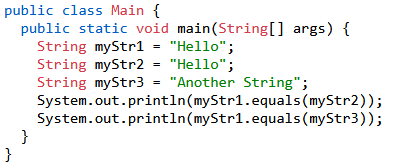 public class Main {
  public static void main(String[] args) {
    String myStr1 = "Hello";
    String myStr2 = "Hello";
    String myStr3 = "Another String";
    System.out.println(myStr1.equals(myStr2));
    System.out.println(myStr1.equals(myStr3));
  }
}